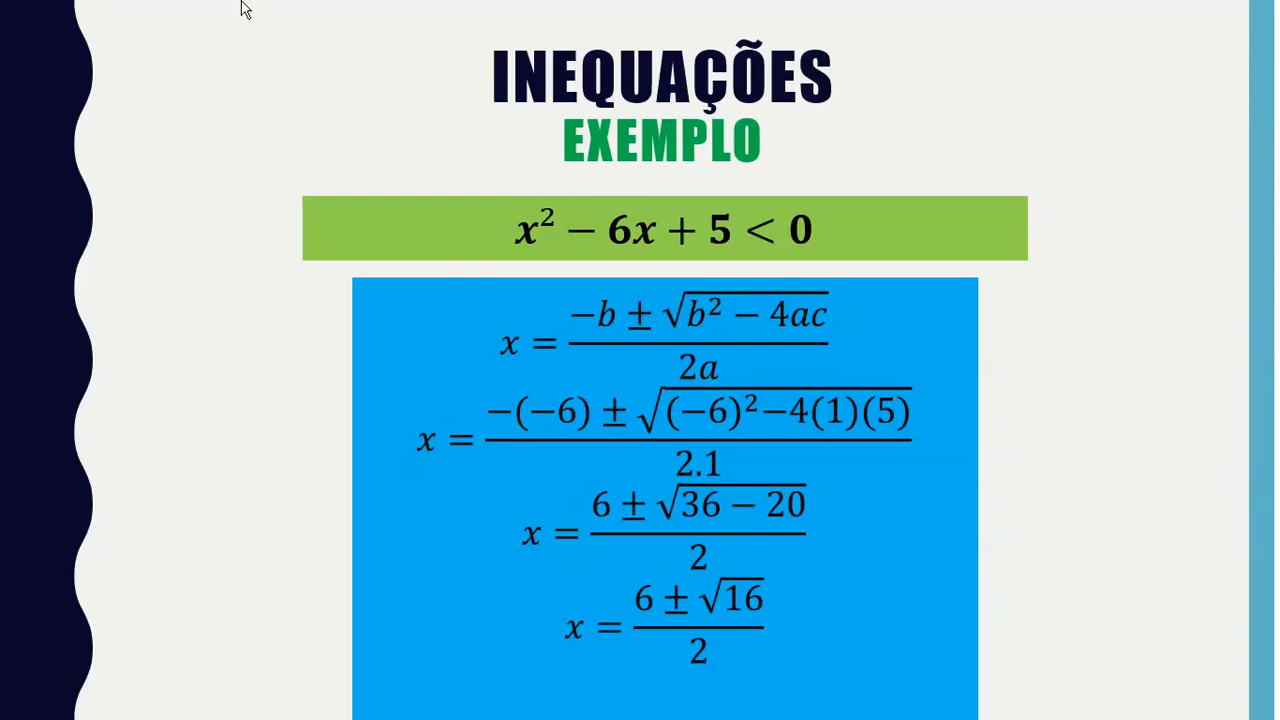 INEQUAÇÕES
EXEMPLO
x² − 6x + 5 < 0
x = (−b ± √(b² − 4ac)) / 2a
x = (−(−6) ± √((−6)²−4(1)(5))) / 2.1
x = (6 ± √(36 − 20)) / 2
x = (6 ± √16) / 2